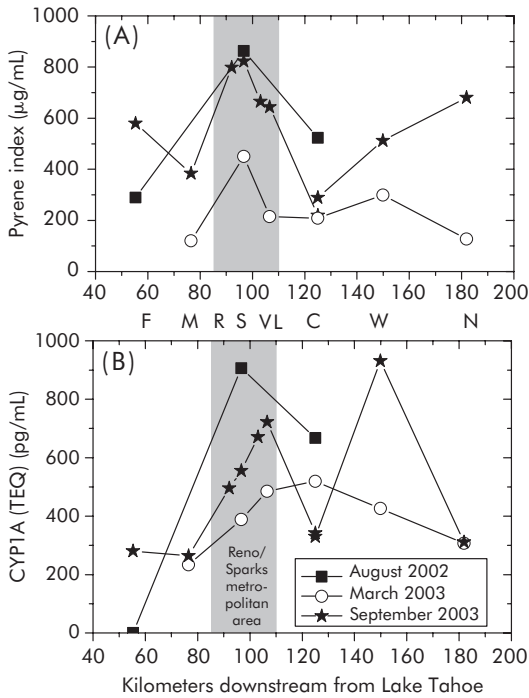 (A)
Pyrene index (µg/mL)
1000
800
600
400
200
0
40 60 80 100 120 140 160 180 200
F M R S VL C W N
(B)
CYP1A (TEQ) (pg/mL)
1000
800
600
400
200
0
Reno/
Sparks
metro-
politan
area
August 2002
March 2003
September 2003
40 60 80 100 120 140 160 180 200
Kilometers downstream from Lake Tahoe